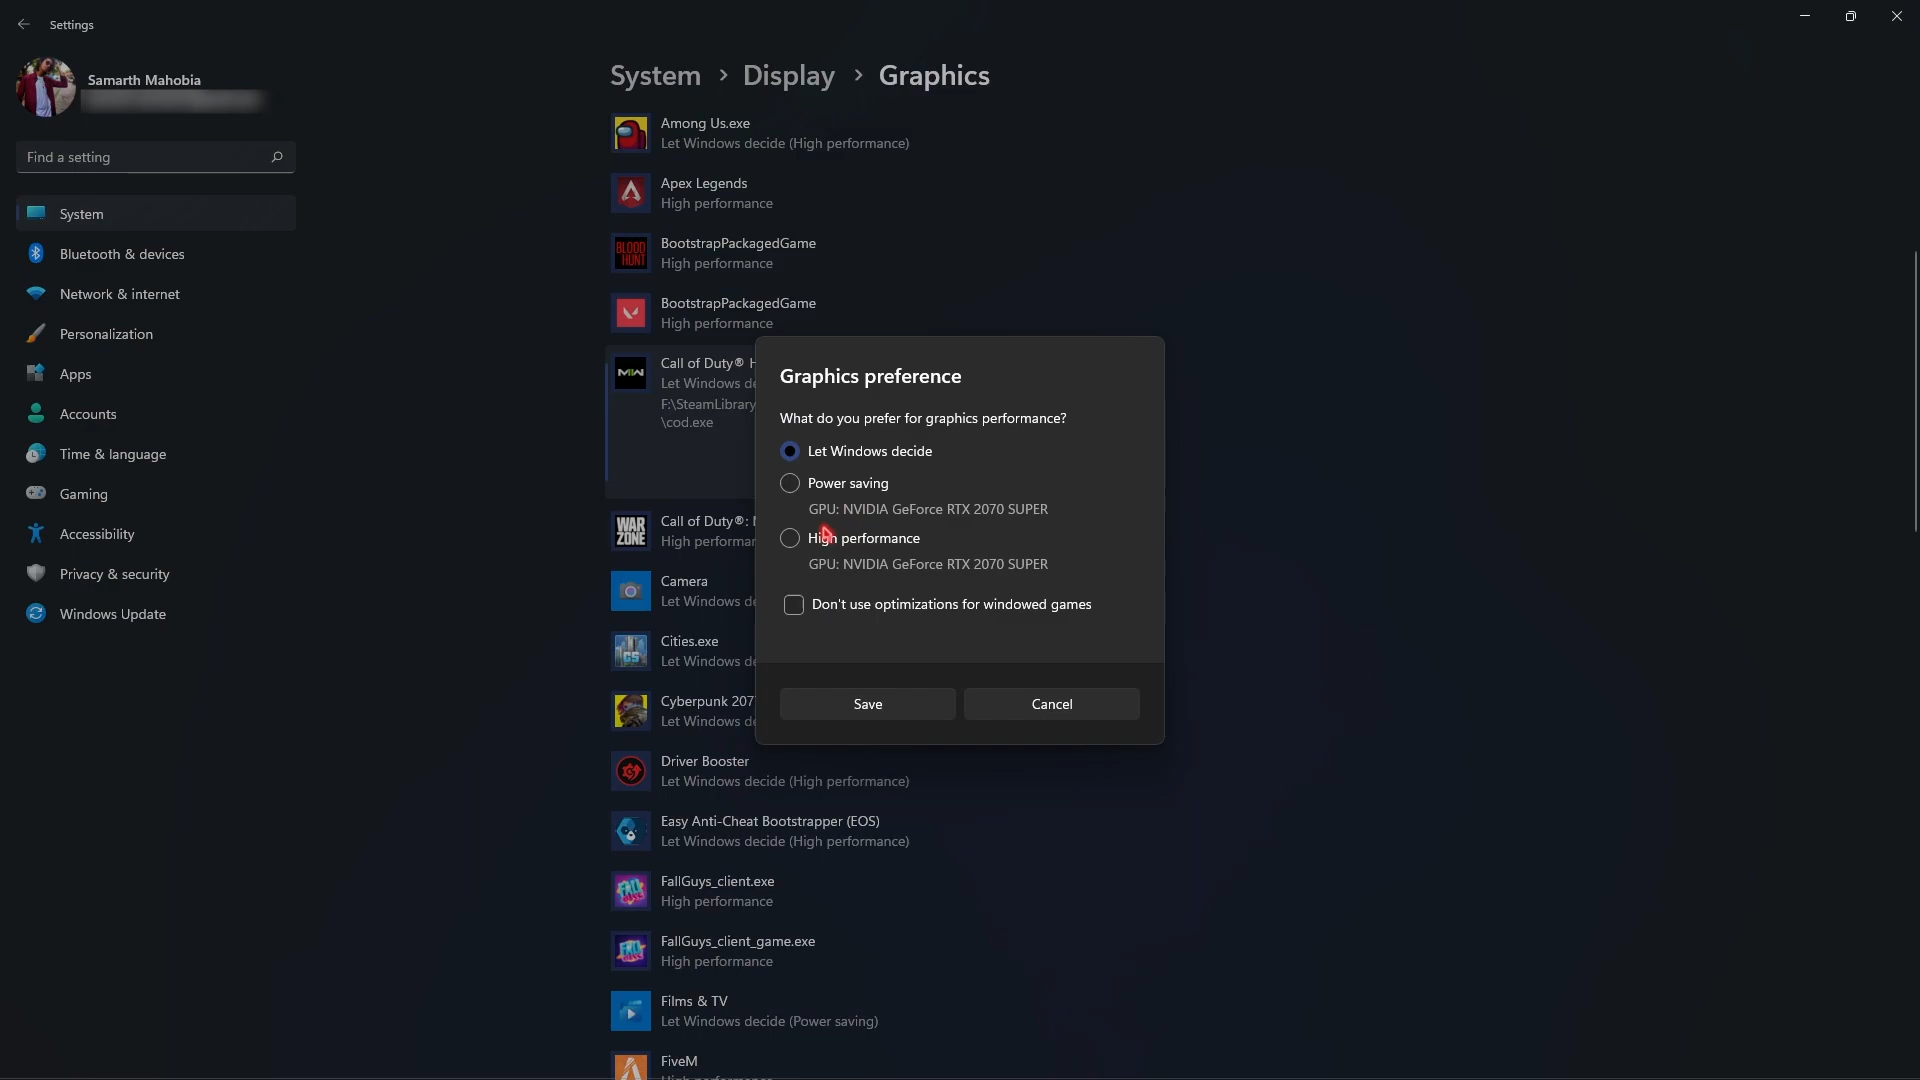 Settings
Samarth Mahobia
Find a setting
System
Bluetooth & devices
Network & internet
Personalization
Apps
Accounts
Time & language
Gaming
Accessibility
Privacy & security
Windows Update
System > Display > Graphics
Among Us.exe
Let Windows decide (High performance)
Apex Legends
High performance
BLOOD HUNT
BootstrapPackagedGame
High performance
BootstrapPackagedGame
High performance
MW
Call of Duty®
Let Windows
F:\SteamLibrary
\cod.exe
WAR
ZONE
Call of Duty®:
High
Camera
Let Windows
CS
Cities.exe
Let Windows
Cyberpunk
Let Windows
Driver Booster
Let Windows decide (High performance)
Easy Anti-Cheat Bootstrapper (EOS)
Let Windows decide (High performance)
FallGuys_client.exe
High performance
FallGuys_client_game.exe
High performance
Films & TV
Let Windows decide (Power saving)
FiveM
Graphics preference
What do you prefer for graphics performance?
Let Windows decide
Power saving
GPU: NVIDIA GeForce RTX 2070 SUPER
High performance
GPU: NVIDIA GeForce RTX 2070 SUPER
Don't use optimizations for windowed games
Save
Cancel